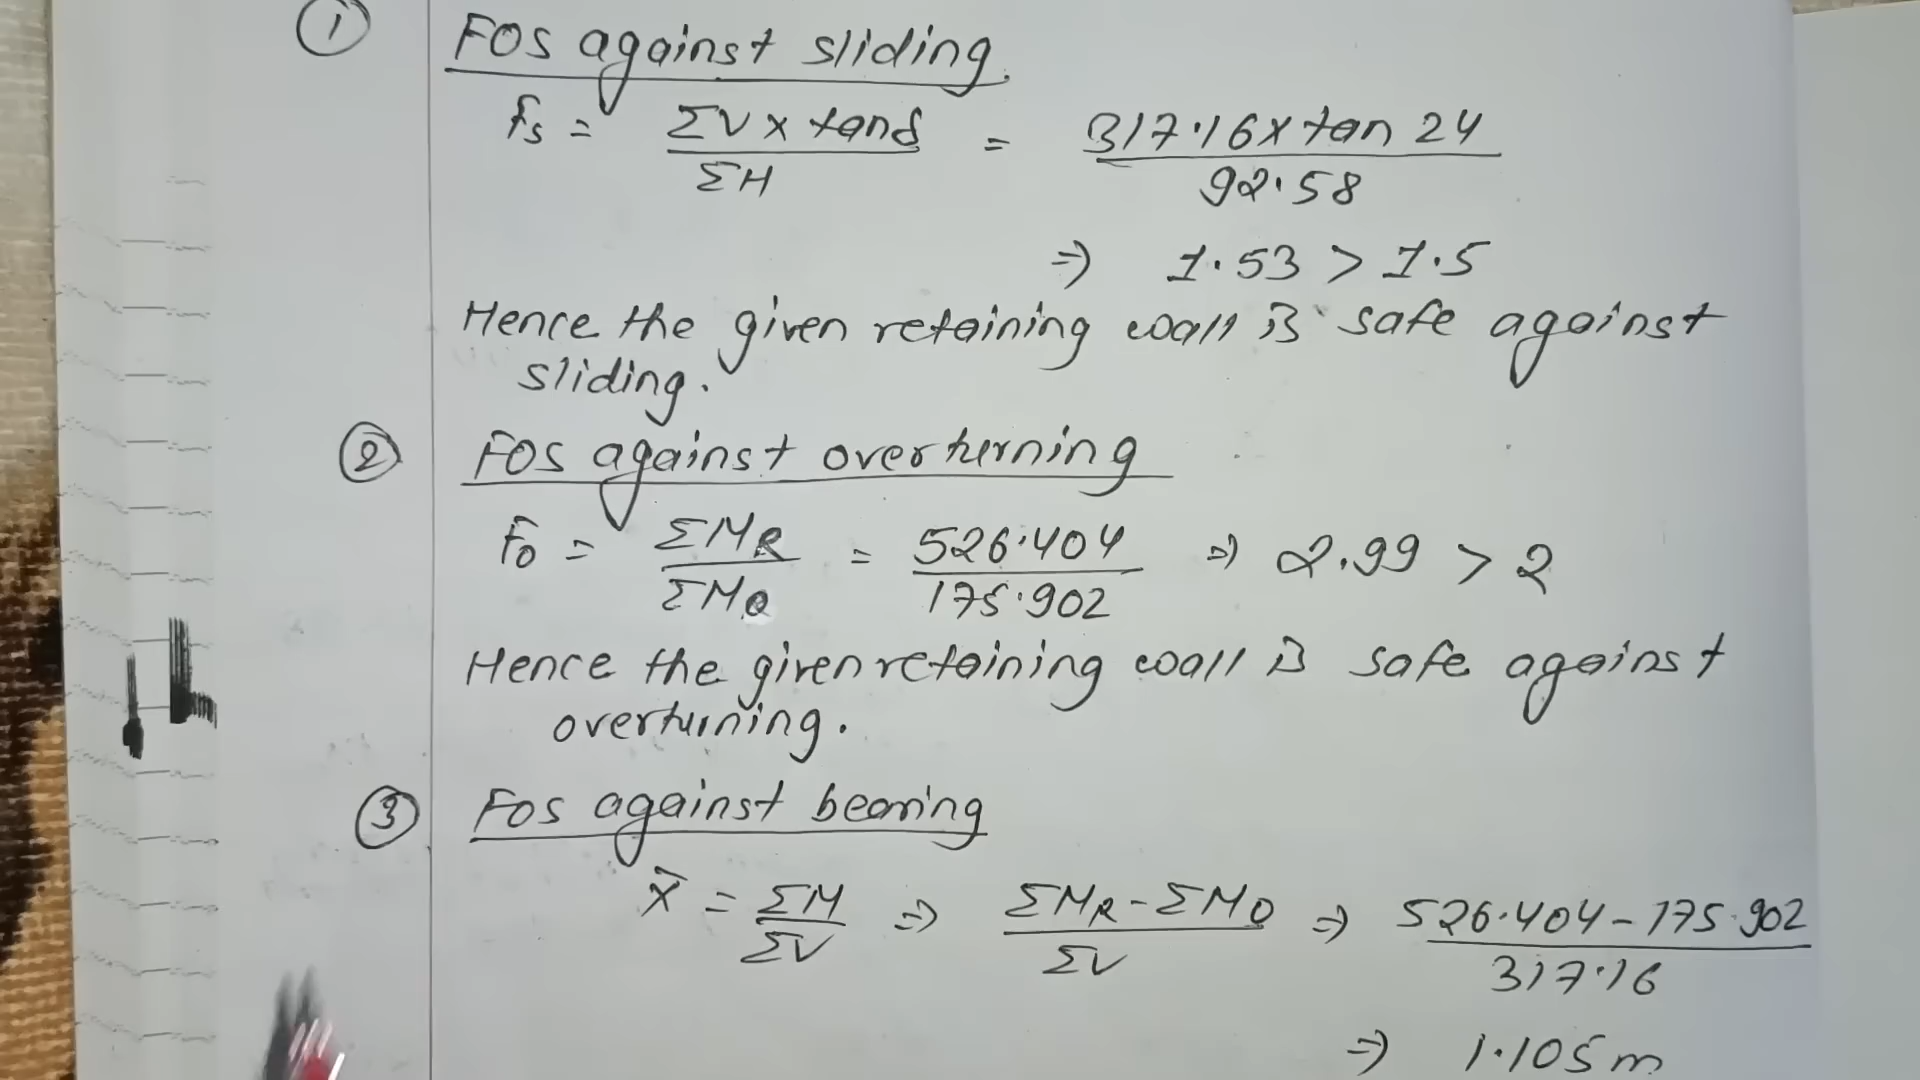 ① FOS against sliding.
Fs = ΣV x tanδ / ΣH = 317.16 x tan 24 / 92.58
⇒ 1.53 > 1.5
Hence the given retaining wall is safe against
sliding.
② FOS against overturning
Fo = ΣMR / ΣMO = 526.404 / 175.902 ⇒ 2.99 > 2
Hence the given retaining wall is safe against
overturning.
③ FOS against bearing
x̄ = ΣM / ΣV ⇒ ΣMR - ΣMO / ΣV ⇒ 526.404 - 175.902 / 317.16
⇒ 1.105m